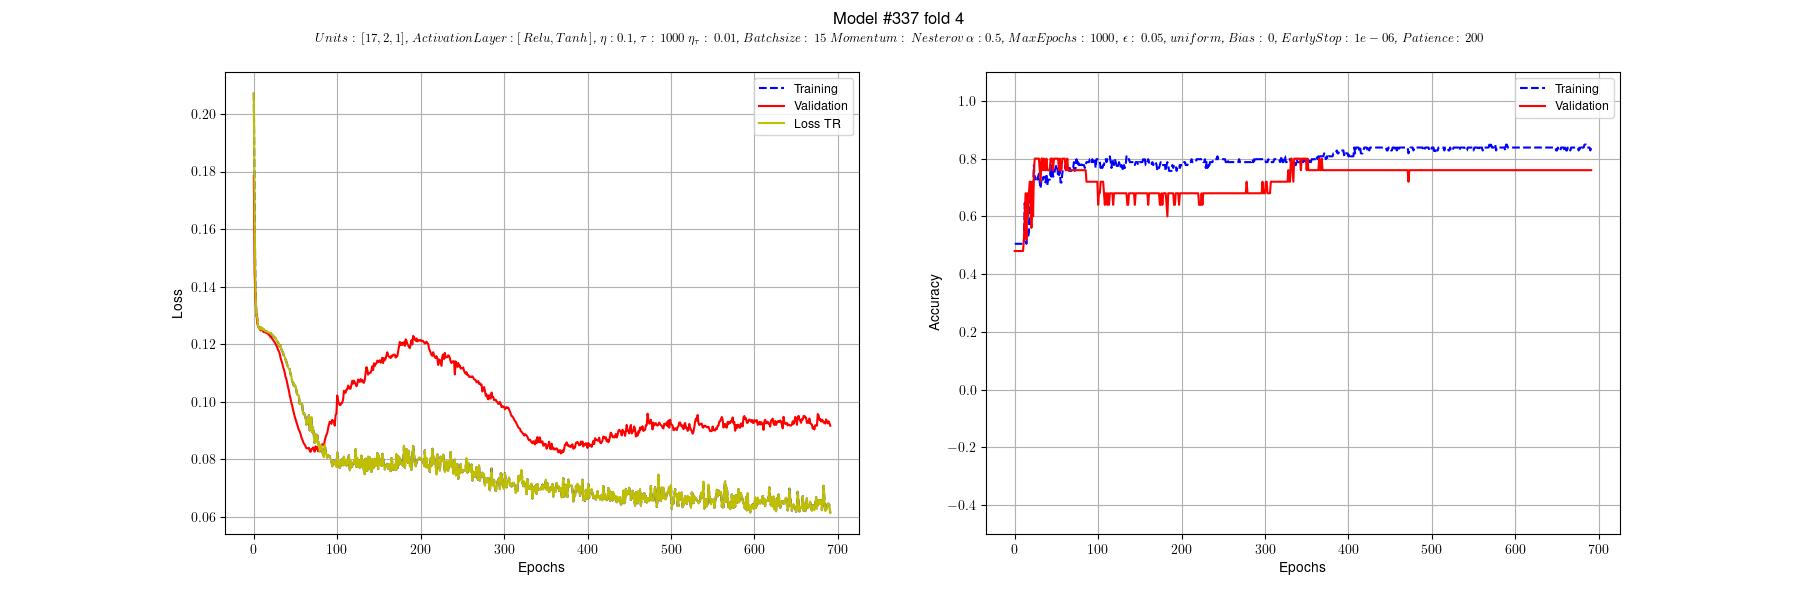 Model #337 fold 4
Units : [17, 2, 1], ActivationLayer : [ Relu, Tanh ], η : 0.1, τ : 1000 η_τ : 0.01, Batchsize : 15 Momentum : Nesterov α : 0.5, MaxEpochs : 1000, ϵ : 0.05, uniform, Bias : 0, EarlyStop : 1e − 06, Patience : 200
Training
Validation
Loss TR
0.20
0.18
0.16
0.14
0.12
0.10
0.08
0.06
Loss
0 100 200 300 400 500 600 700
Epochs
Training
Validation
1.0
0.8
0.6
0.4
0.2
0.0
−0.2
−0.4
Accuracy
0 100 200 300 400 500 600 700
Epochs